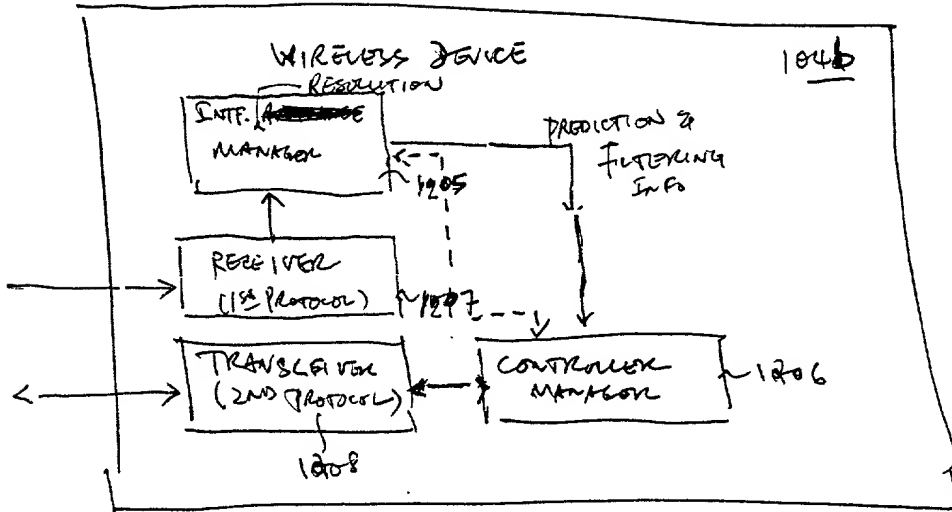 WIRELESS DEVICE
104b
RESOLUTION
INTF.
MANAGER
PREDICTION &
FILTERING
INFO
1205
RECEIVER
(1st PROTOCOL)
1207
TRANSCEIVER
(2ND PROTOCOL)
CONTROLLER
MANAGER
1206
1208